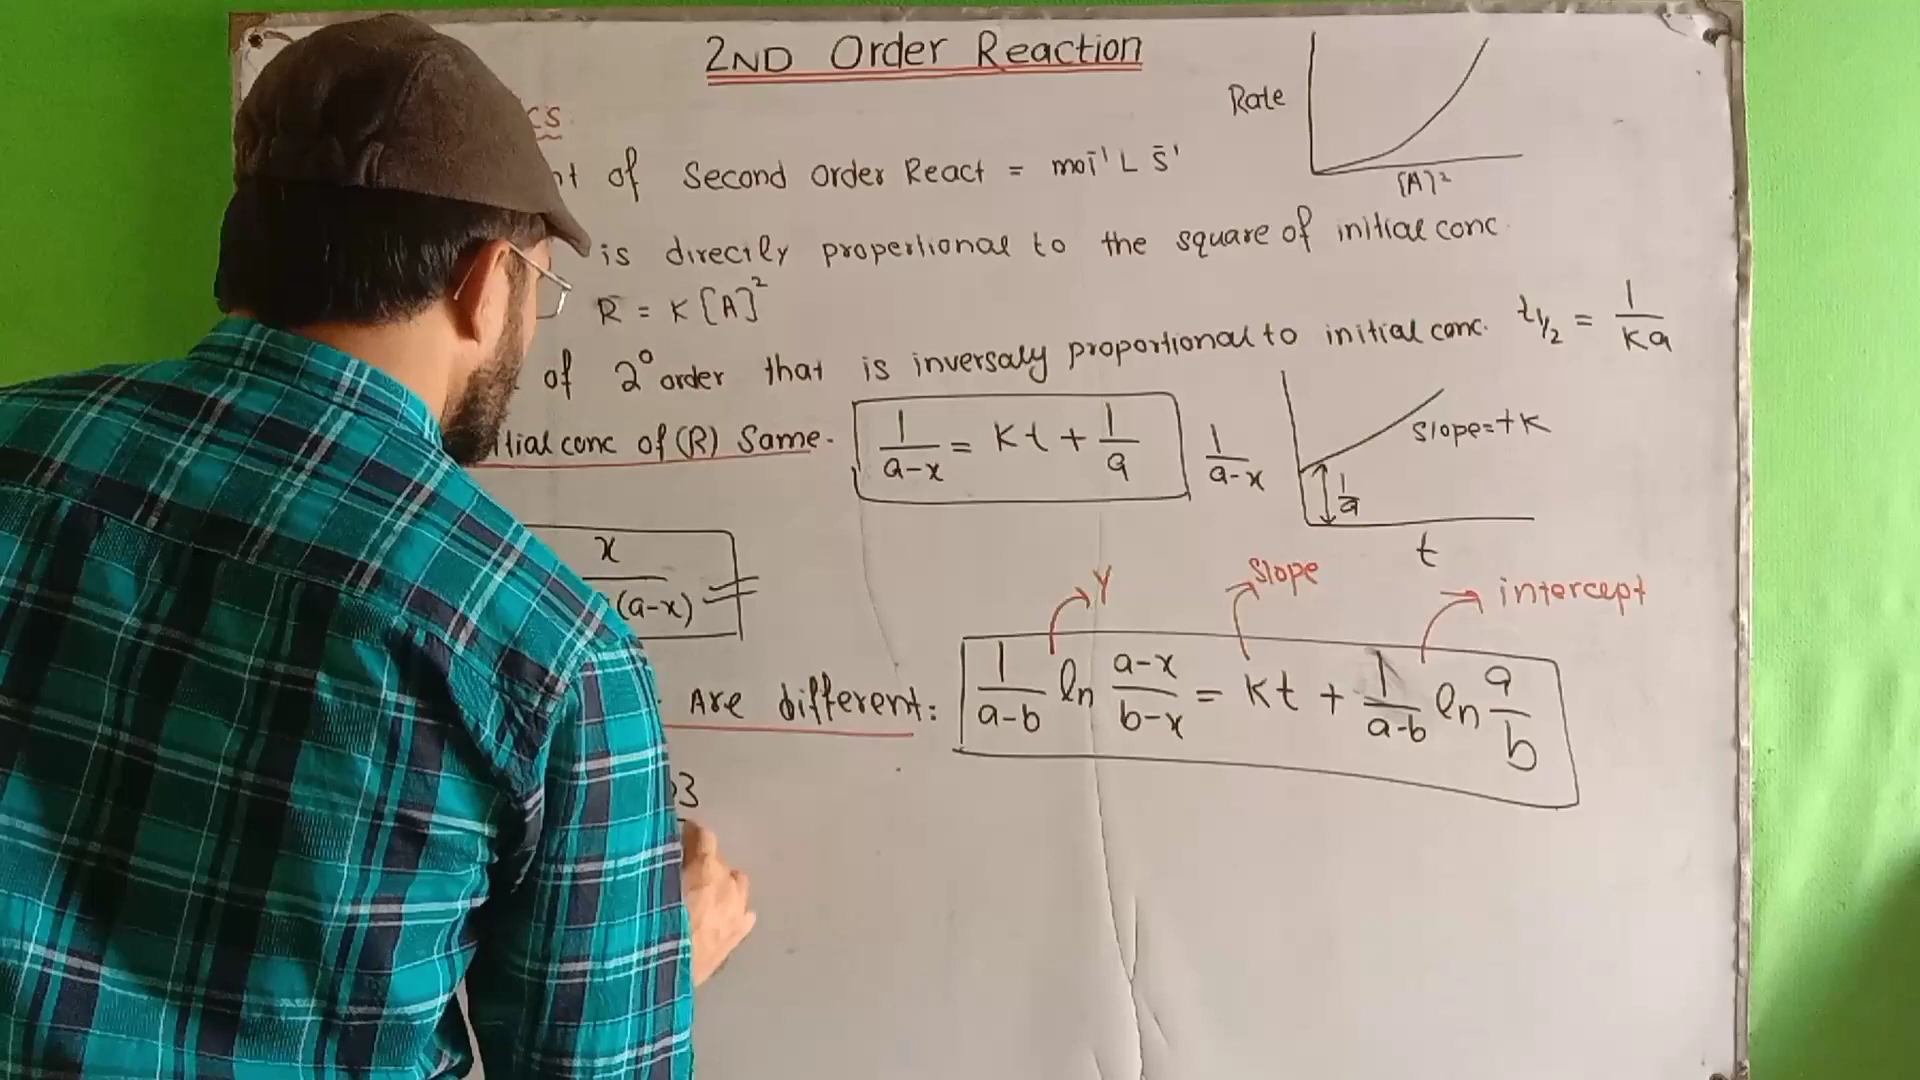 2ND Order Reaction
cs
Rate
of Second Order React = mol⁻¹ L S⁻¹
[A]²
is direcily propertional to the square of initial conc.
R = K[A]²
t1/2 = 1/Ka
of 2° order that is inversaly proportional to initial conc.
Slope=+K
tial conc of (R) Same.
1/a-x = Kt + 1/a
1/a-x
1/a
t
x
(a-x)
Y
Slope
intercept
Are different:
1/a-b ln a-x/b-x = Kt + 1/a-b ln a/b
3